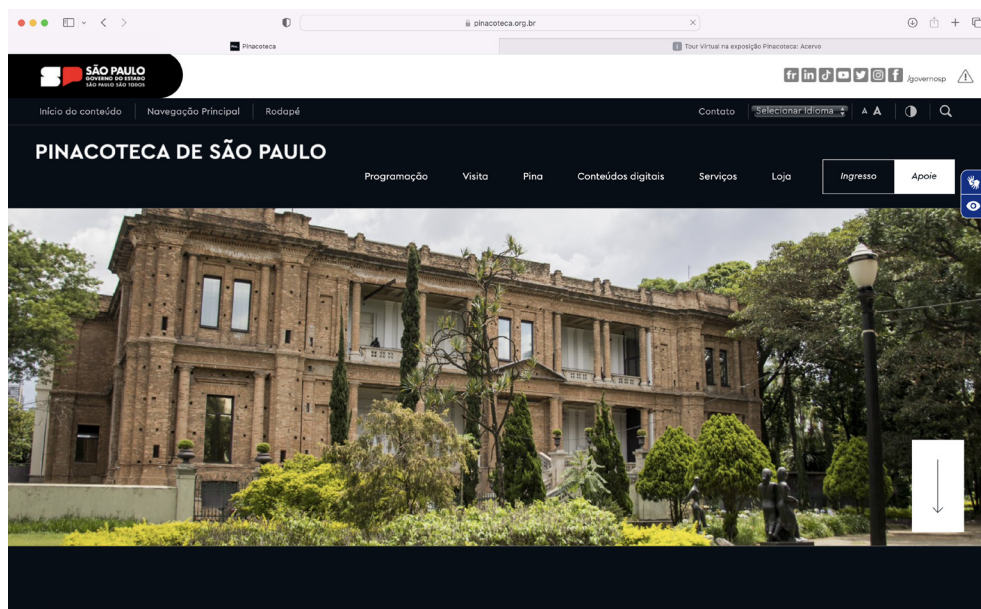 pinacoteca.org.br
Pinacoteca
Tour Virtual na exposição Pinacoteca: Acervo
SÃO PAULO
GOVERNO DO ESTADO
SÃO PAULO SÃO TODOS
/governosp
Início do conteúdo Navegação Principal Rodapé Contato Selecionar Idioma A A
PINACOTECA DE SÃO PAULO
Programação Visita Pina Conteúdos digitais Serviços Loja Ingresso Apoie